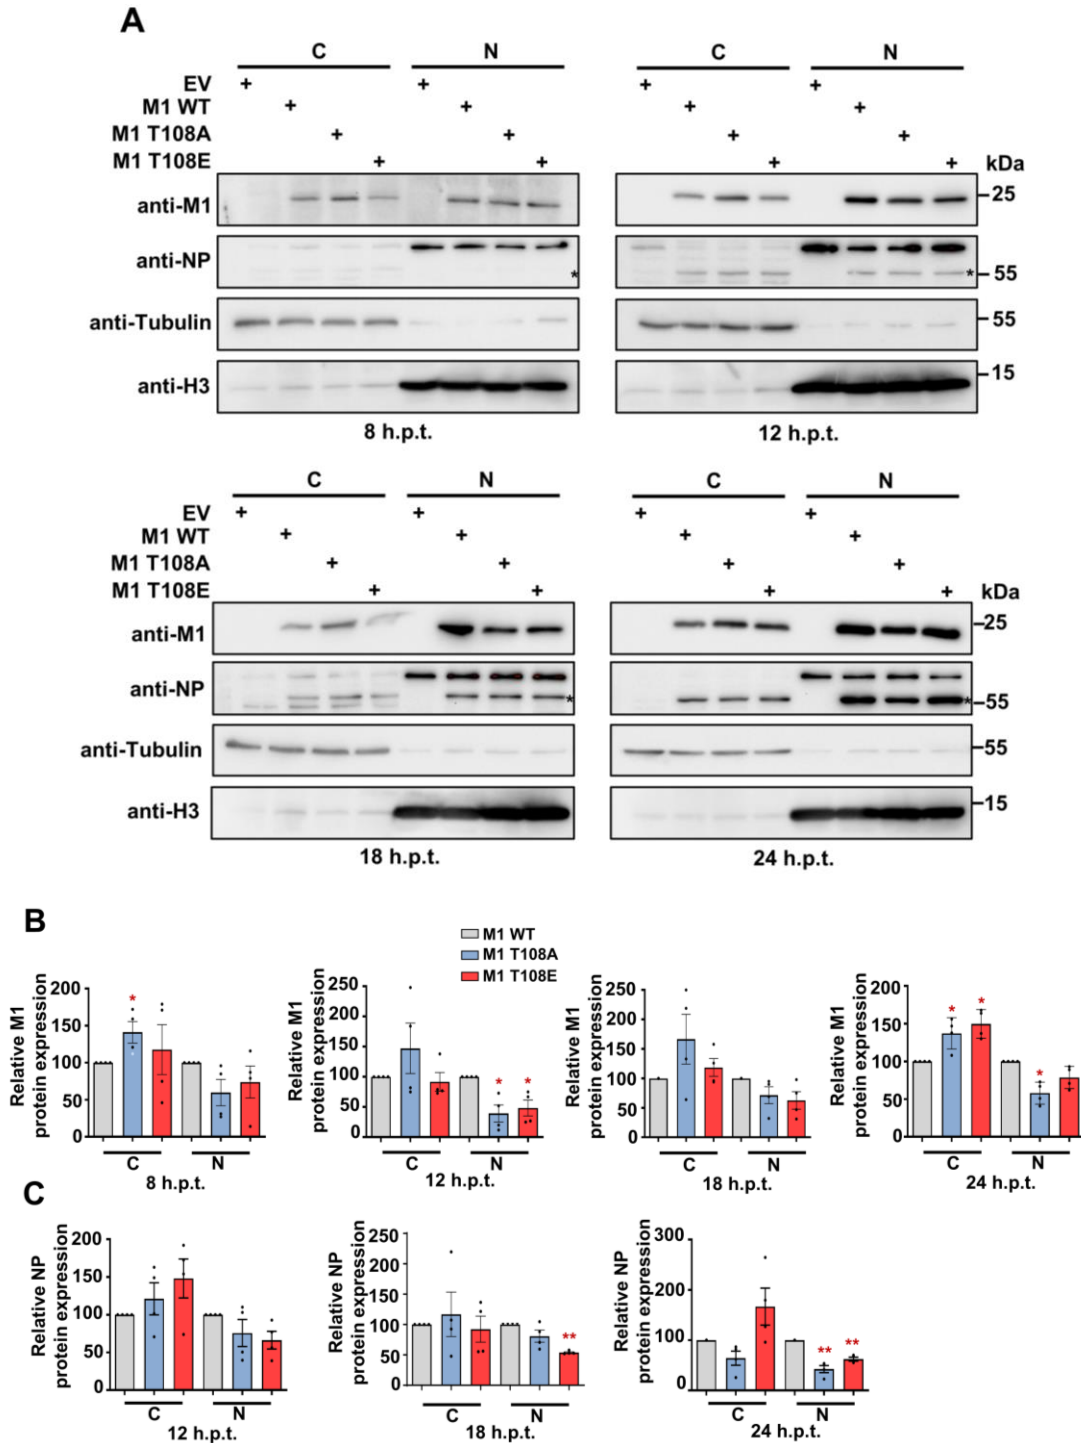 A
C N C N
EV + + + +
M1 WT + + + +
M1 T108A + + + +
M1 T108E + + + + kDa
anti-M1 25
anti-NP * * 55
anti-Tubulin 55
anti-H3 15
8 h.p.t. 12 h.p.t.
C N C N
EV + + + +
M1 WT + + + +
M1 T108A + + + +
M1 T108E + + + + kDa
anti-M1 25
anti-NP * * 55
anti-Tubulin 55
anti-H3 15
18 h.p.t. 24 h.p.t.
B
M1 WT
M1 T108A
M1 T108E
Relative M1
protein expression
200
150
100
50
0
*
C N
8 h.p.t.
Relative M1
protein expression
250
200
150
100
50
0
* *
C N
12 h.p.t.
Relative M1
protein expression
250
200
150
100
50
0
C N
18 h.p.t.
Relative M1
protein expression
200
150
100
50
0
* * *
C N
24 h.p.t.
C
Relative NP
protein expression
200
150
100
50
0
C N
12 h.p.t.
Relative NP
protein expression
250
200
150
100
50
0
**
C N
18 h.p.t.
Relative NP
protein expression
300
200
100
0
** **
C N
24 h.p.t.